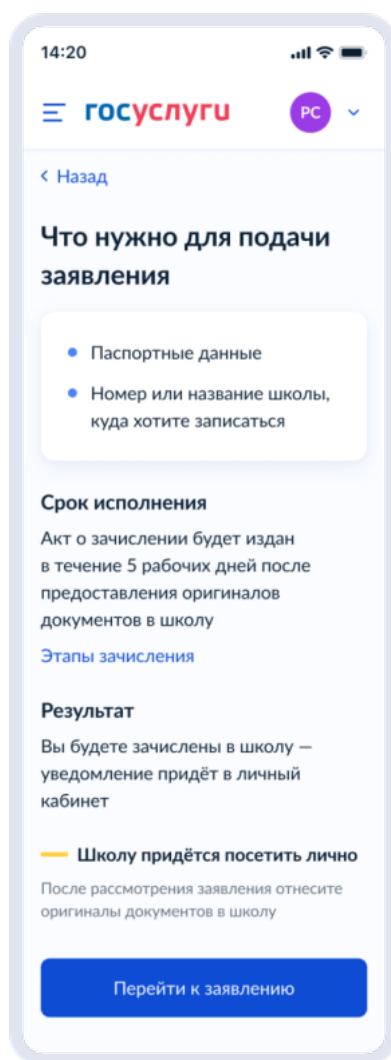 14:20
госуслуги
РС
Назад
Что нужно для подачи
заявления
Паспортные данные
Номер или название школы,
куда хотите записаться
Срок исполнения
Акт о зачислении будет издан
в течение 5 рабочих дней после
предоставления оригиналов
документов в школу
Этапы зачисления
Результат
Вы будете зачислены в школу —
уведомление придёт в личный
кабинет
Школу придётся посетить лично
После рассмотрения заявления отнесите
оригиналы документов в школу
Перейти к заявлению